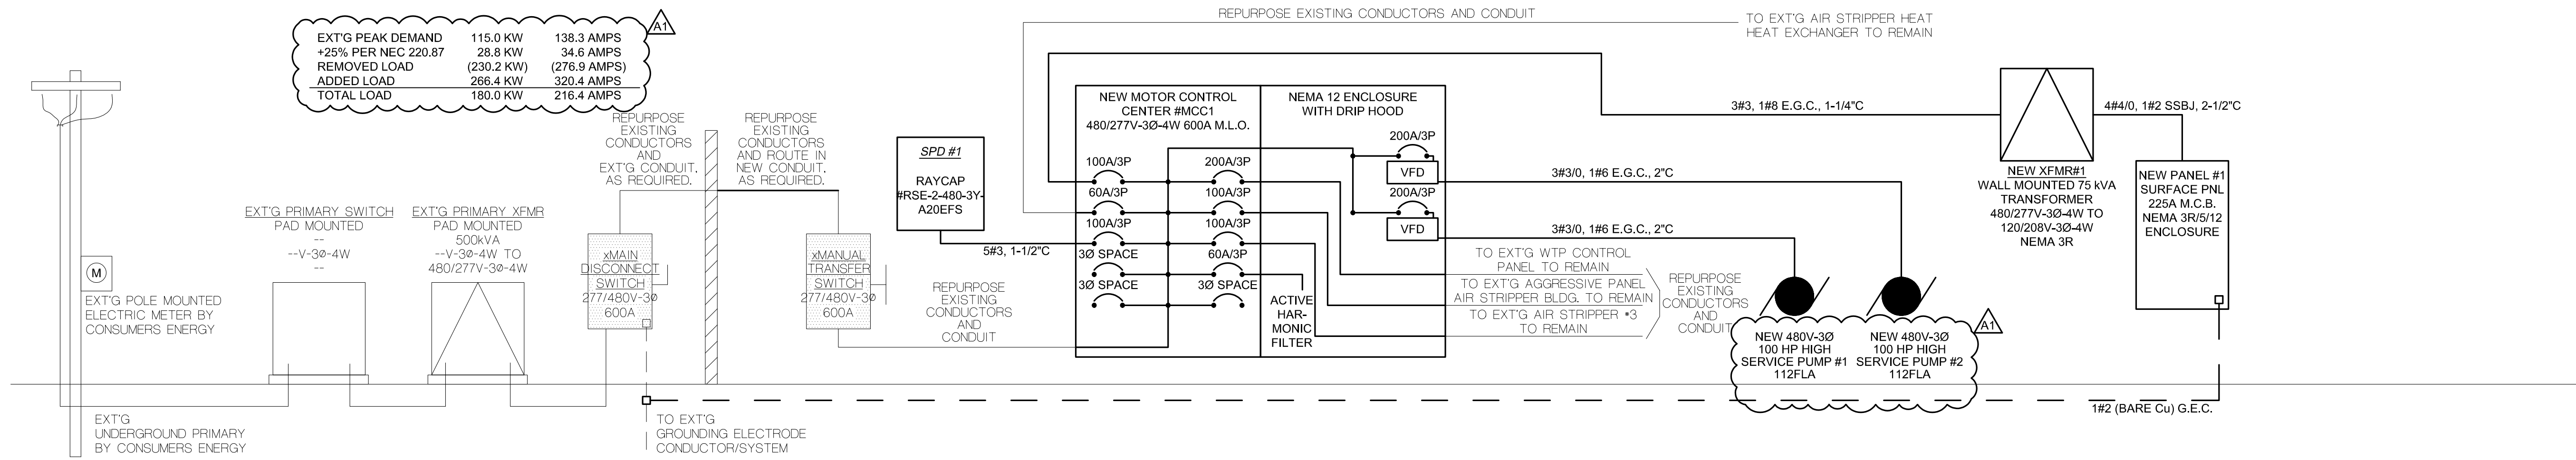 EXT'G PEAK DEMAND 115.0 KW 138.3 AMPS
+25% PER NEC 220.87 28.8 KW 34.6 AMPS
REMOVED LOAD (230.2 KW) (276.9 AMPS)
ADDED LOAD 266.4 KW 320.4 AMPS
TOTAL LOAD 180.0 KW 216.4 AMPS
A1
M
EXT'G POLE MOUNTED
ELECTRIC METER BY
CONSUMERS ENERGY
EXT'G
UNDERGROUND PRIMARY
BY CONSUMERS ENERGY
EXT'G PRIMARY SWITCH
PAD MOUNTED
--
--V-3Ø-4W
--
EXT'G PRIMARY XFMR
PAD MOUNTED
500kVA
--V-3Ø-4W TO
480/277V-3Ø-4W
REPURPOSE
EXISTING
CONDUCTORS
AND
EXT'G CONDUIT,
AS REQUIRED.
xMAIN
DISCONNECT
SWITCH
277/480V-3Ø
600A
TO EXT'G
GROUNDING ELECTRODE
CONDUCTOR/SYSTEM
REPURPOSE
EXISTING
CONDUCTORS
AND ROUTE IN
NEW CONDUIT,
AS REQUIRED.
xMANUAL
TRANSFER
SWITCH
277/480V-3Ø
600A
REPURPOSE
EXISTING
CONDUCTORS
AND
CONDUIT
SPD #1
RAYCAP
#RSE-2-480-3Y-
A20EFS
5#3, 1-1/2"C
REPURPOSE EXISTING CONDUCTORS AND CONDUIT
TO EXT'G AIR STRIPPER HEAT
HEAT EXCHANGER TO REMAIN
NEW MOTOR CONTROL
CENTER #MCC1
480/277V-3Ø-4W 600A M.L.O.
100A/3P
60A/3P
100A/3P
3Ø SPACE
3Ø SPACE
200A/3P
100A/3P
100A/3P
60A/3P
3Ø SPACE
NEMA 12 ENCLOSURE
WITH DRIP HOOD
200A/3P
VFD
200A/3P
VFD
ACTIVE
HAR-
MONIC
FILTER
3#3/0, 1#6 E.G.C., 2"C
3#3/0, 1#6 E.G.C., 2"C
TO EXT'G WTP CONTROL
PANEL TO REMAIN
TO EXT'G AGGRESSIVE PANEL
AIR STRIPPER BLDG. TO REMAIN
TO EXT'G AIR STRIPPER •3
TO REMAIN
REPURPOSE
EXISTING
CONDUCTORS
AND
CONDUIT
NEW 480V-3Ø
100 HP HIGH
SERVICE PUMP #1
112FLA
NEW 480V-3Ø
100 HP HIGH
SERVICE PUMP #2
112FLA
A1
3#3, 1#8 E.G.C., 1-1/4"C
NEW XFMR#1
WALL MOUNTED 75 kVA
TRANSFORMER
480/277V-3Ø-4W TO
120/208V-3Ø-4W
NEMA 3R
4#4/0, 1#2 SSBJ, 2-1/2"C
NEW PANEL #1
SURFACE PNL
225A M.C.B.
NEMA 3R/5/12
ENCLOSURE
1#2 (BARE Cu) G.E.C.